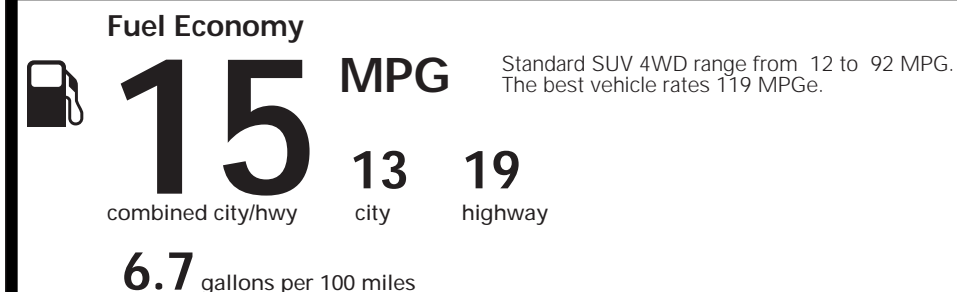 Fuel Economy
15 MPG
Standard SUV 4WD range from 12 to 92 MPG.
The best vehicle rates 119 MPGe.
13 19
combined city/hwy city highway
6.7 gallons per 100 miles